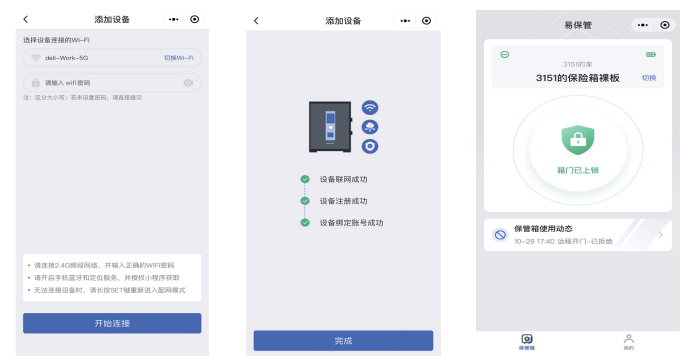 添加设备
选择设备连接的Wi-Fi
deli-Work-5G 切换Wi-Fi
请输入 wifi 密码
注：区分大小写；若未设置密码，请直接提交
• 请连接2.4G频段网络，并输入正确的WIFI密码
• 请开启手机蓝牙和定位服务，并授权小程序获取
• 无法连接设备时，请长按SET键重新进入配网模式
开始连接
添加设备
设备联网成功
设备注册成功
设备绑定账号成功
完成
易保管
3151的家
3151的保险箱裸板 切换
箱门已上锁
保管箱使用动态
10-28 17:40 远程开门-已拒绝
保管箱 我的